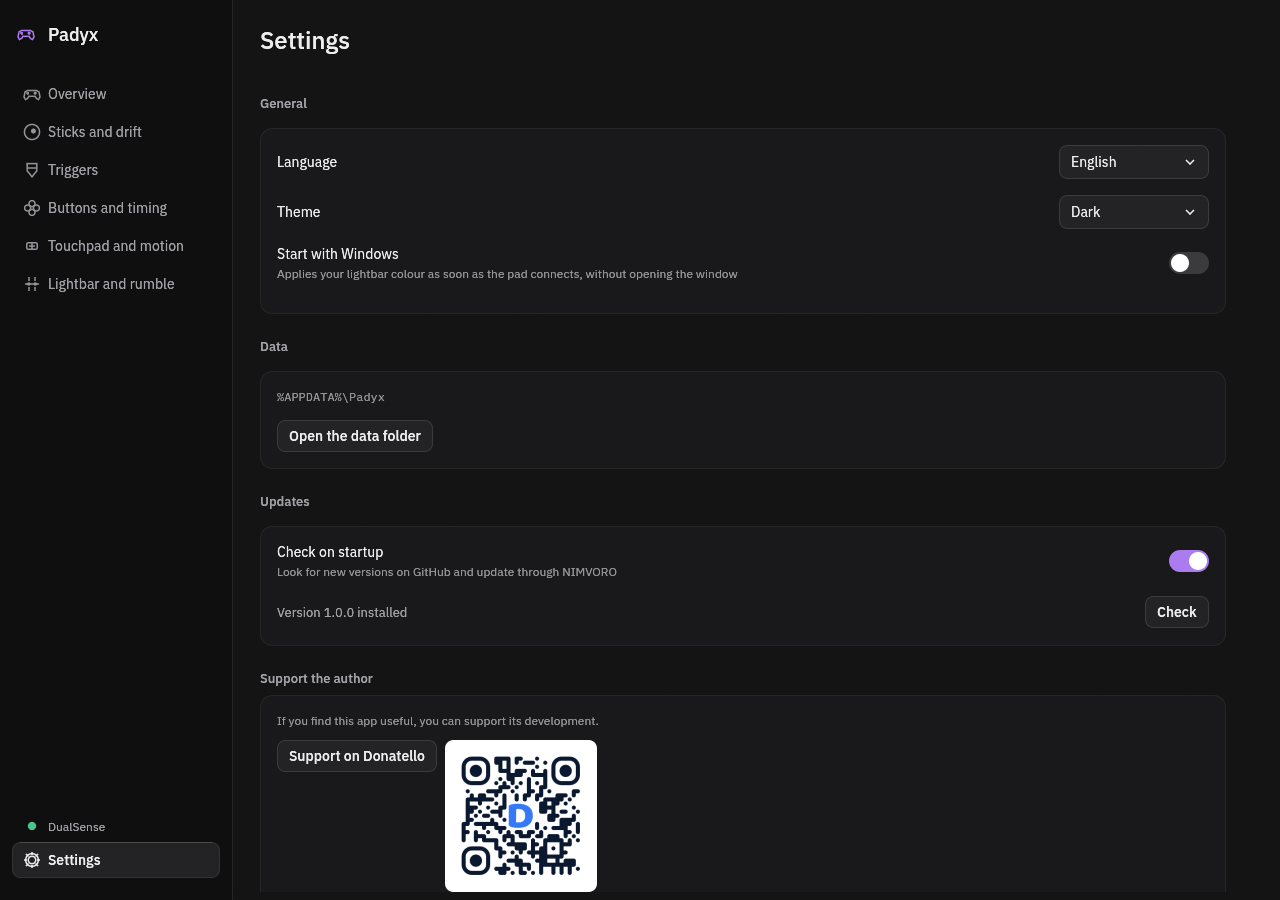 Padyx
Overview
Sticks and drift
Triggers
Buttons and timing
Touchpad and motion
Lightbar and rumble
DualSense
Settings
Settings
General
Language
English
Theme
Dark
Start with Windows
Applies your lightbar colour as soon as the pad connects, without opening the window
Data
%APPDATA%\Padyx
Open the data folder
Updates
Check on startup
Look for new versions on GitHub and update through NIMVORO
Version 1.0.0 installed
Check
Support the author
If you find this app useful, you can support its development.
Support on Donatello
D